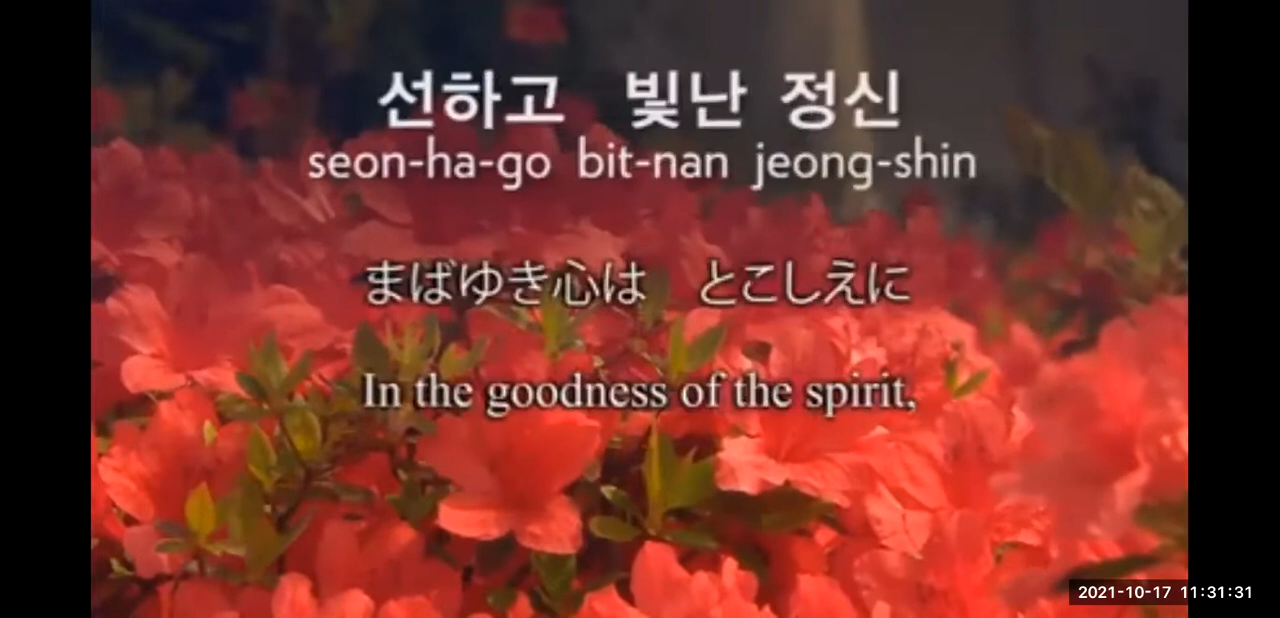 선하고 빛난 정신
seon-ha-go bit-nan jeong-shin
まばゆき心は とこしえに
In the goodness of the spirit,
2021-10-17 11:31:31